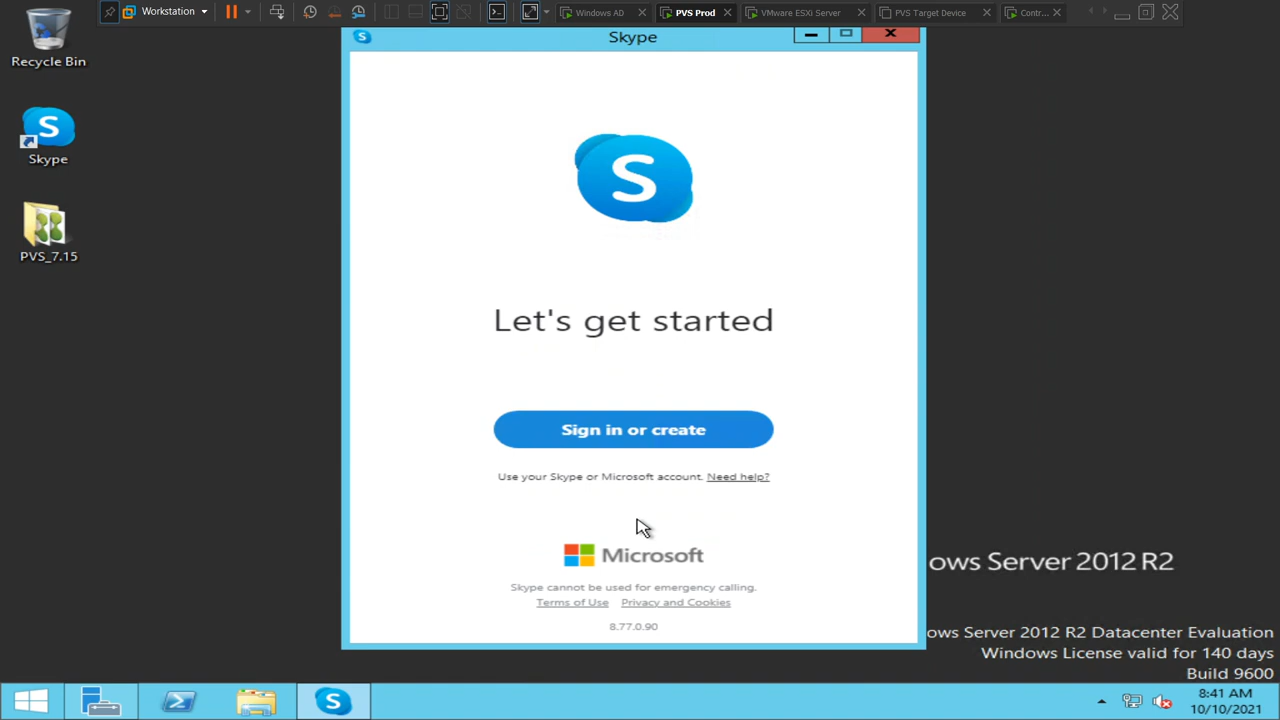 Workstation
Windows AD
PVS Prod
VMware ESXi Server
PVS Target Device
Contr...
Recycle Bin
Skype
PVS_7.15
Skype
S
Let's get started
Sign in or create
Use your Skype or Microsoft account. Need help?
Microsoft
Skype cannot be used for emergency calling.
Terms of Use Privacy and Cookies
8.77.0.90
ows Server 2012 R2
ows Server 2012 R2 Datacenter Evaluation
Windows License valid for 140 days
Build 9600
8:41 AM
10/10/2021